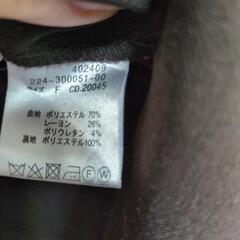 402409
224-300051-00
サイズ F CD.20045
表地 ポリエステル 70%
レーヨン 26%
ポリウレタン 4%
裏地 ポリエステル100%
F W